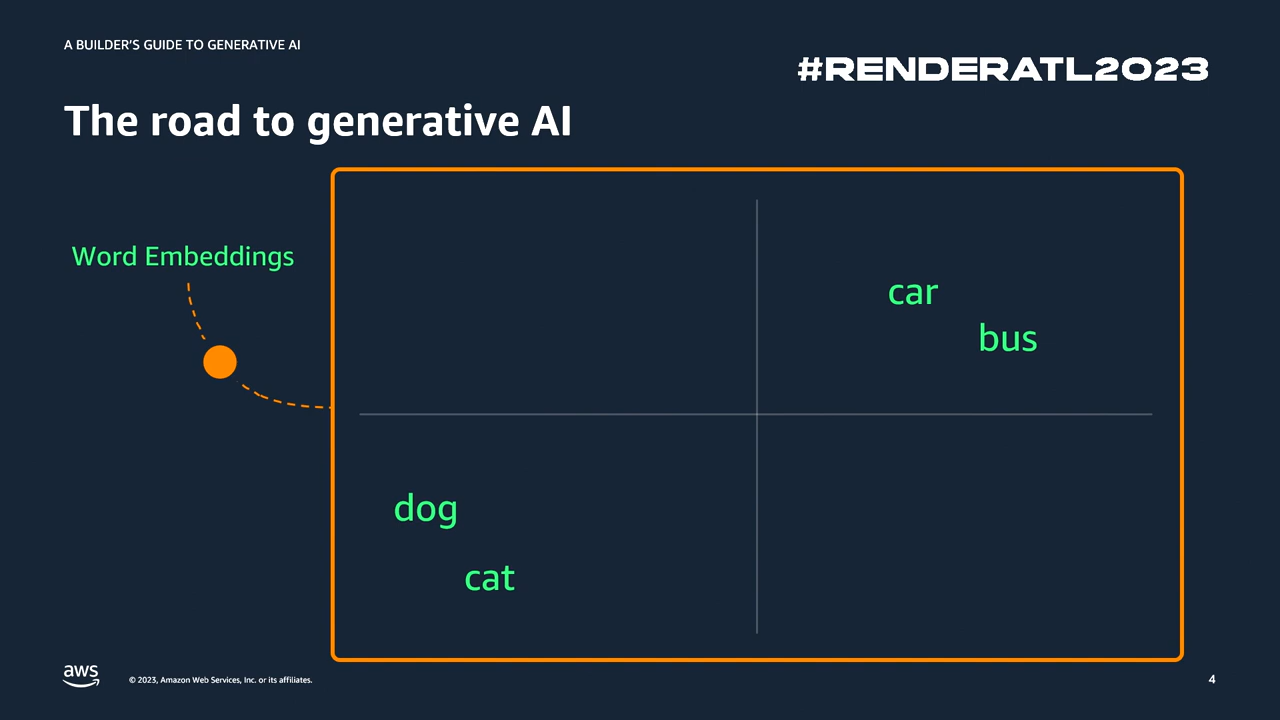 A BUILDER'S GUIDE TO GENERATIVE AI
#RENDERATL2023
The road to generative AI
Word Embeddings
car
bus
dog
cat
aws
© 2023, Amazon Web Services, Inc. or its affiliates.
4